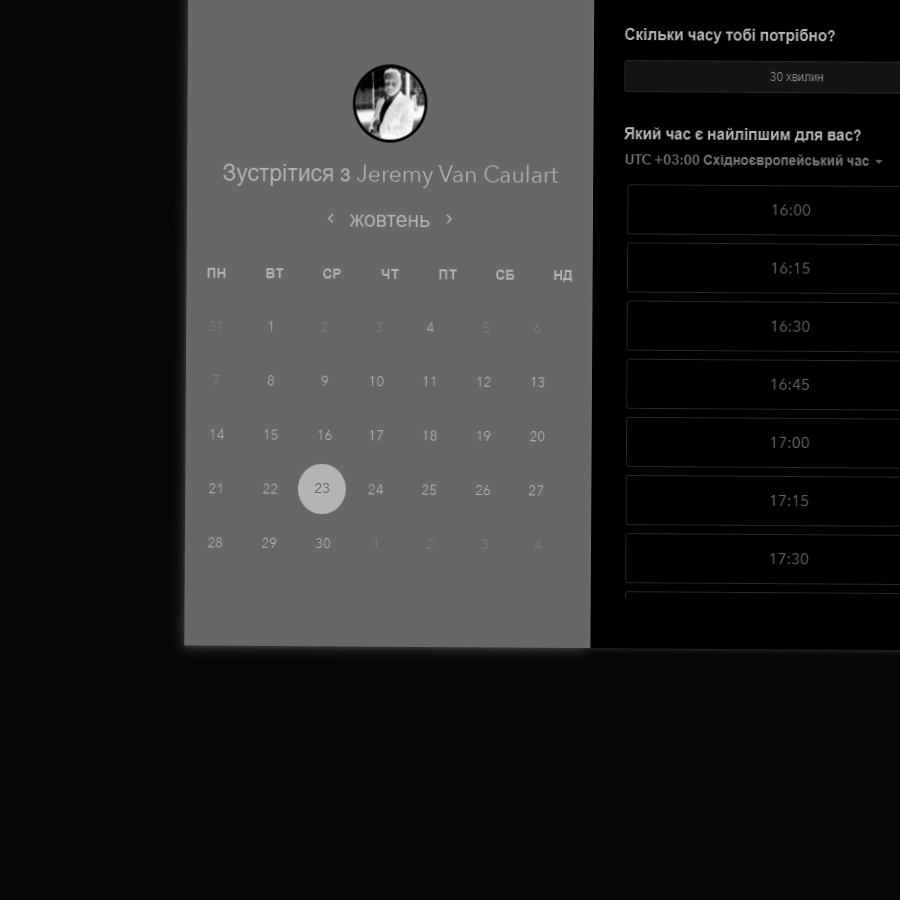 Зустрітися з Jeremy Van Caulart
жовтень
ПН ВТ СР ЧТ ПТ СБ НД
31 1 2 3 4 5 6
7 8 9 10 11 12 13
14 15 16 17 18 19 20
21 22 23 24 25 26 27
28 29 30 1 2 3 4
Скільки часу тобі потрібно?
30 хвилин
Який час є найліпшим для вас?
UTC +03:00 Східноєвропейський час
16:00
16:15
16:30
16:45
17:00
17:15
17:30